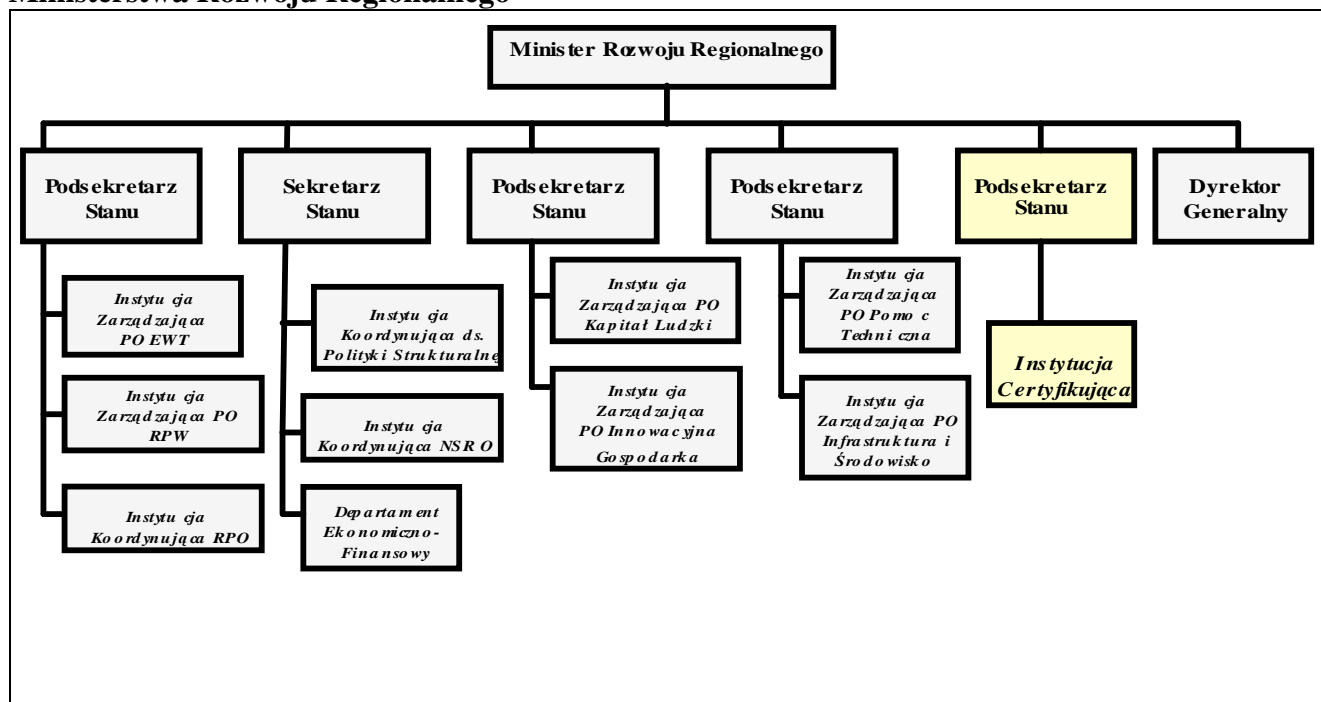 Ministerstwa Rozwoju Regionalnego
Minister Rozwoju Regionalnego
Podsekretarz
Stanu
Sekretarz
Stanu
Podsekretarz
Stanu
Podsekretarz
Stanu
Podsekretarz
Stanu
Dyrektor
Generalny
Instytucja
Zarządzająca
PO EWT
Instytucja
Zarządzająca PO
RPW
Instytucja
Koordynująca RPO
Instytucja
Koordynująca ds.
Polityki Strukturalnej
Instytucja
Koordynująca NSRO
Departament
Ekonomiczno-
Finansowy
Instytucja
Zarządzająca PO
Kapitał Ludzki
Instytucja
Zarządzająca
PO Innowacyjna
Gospodarka
Instytucja
Zarządzająca
PO Pomoc
Techniczna
Instytucja
Zarządzająca PO
Infrastruktura i
Środowisko
Instytucja
Certyfikująca